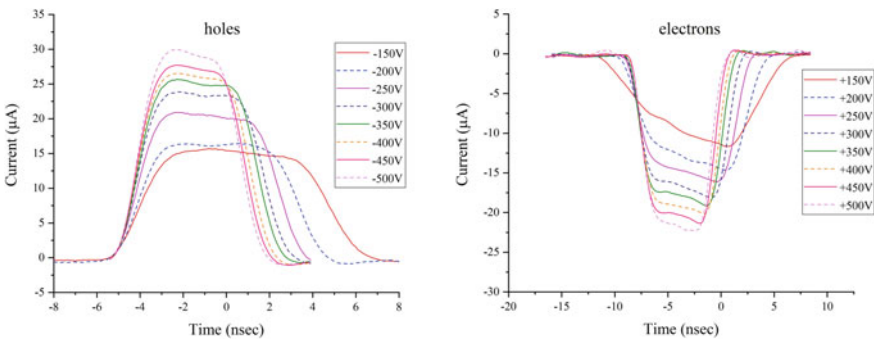 holes
35
30
25
20
15
10
5
0
-5
Current (µA)
-8 -6 -4 -2 0 2 4 6 8
Time (nsec)
-150V
-200V
-250V
-300V
-350V
-400V
-450V
-500V
electrons
5
0
-5
-10
-15
-20
-25
-30
Current (µA)
-20 -15 -10 -5 0 5 10 15
Time (nsec)
+150V
+200V
+250V
+300V
+350V
+400V
+450V
+500V